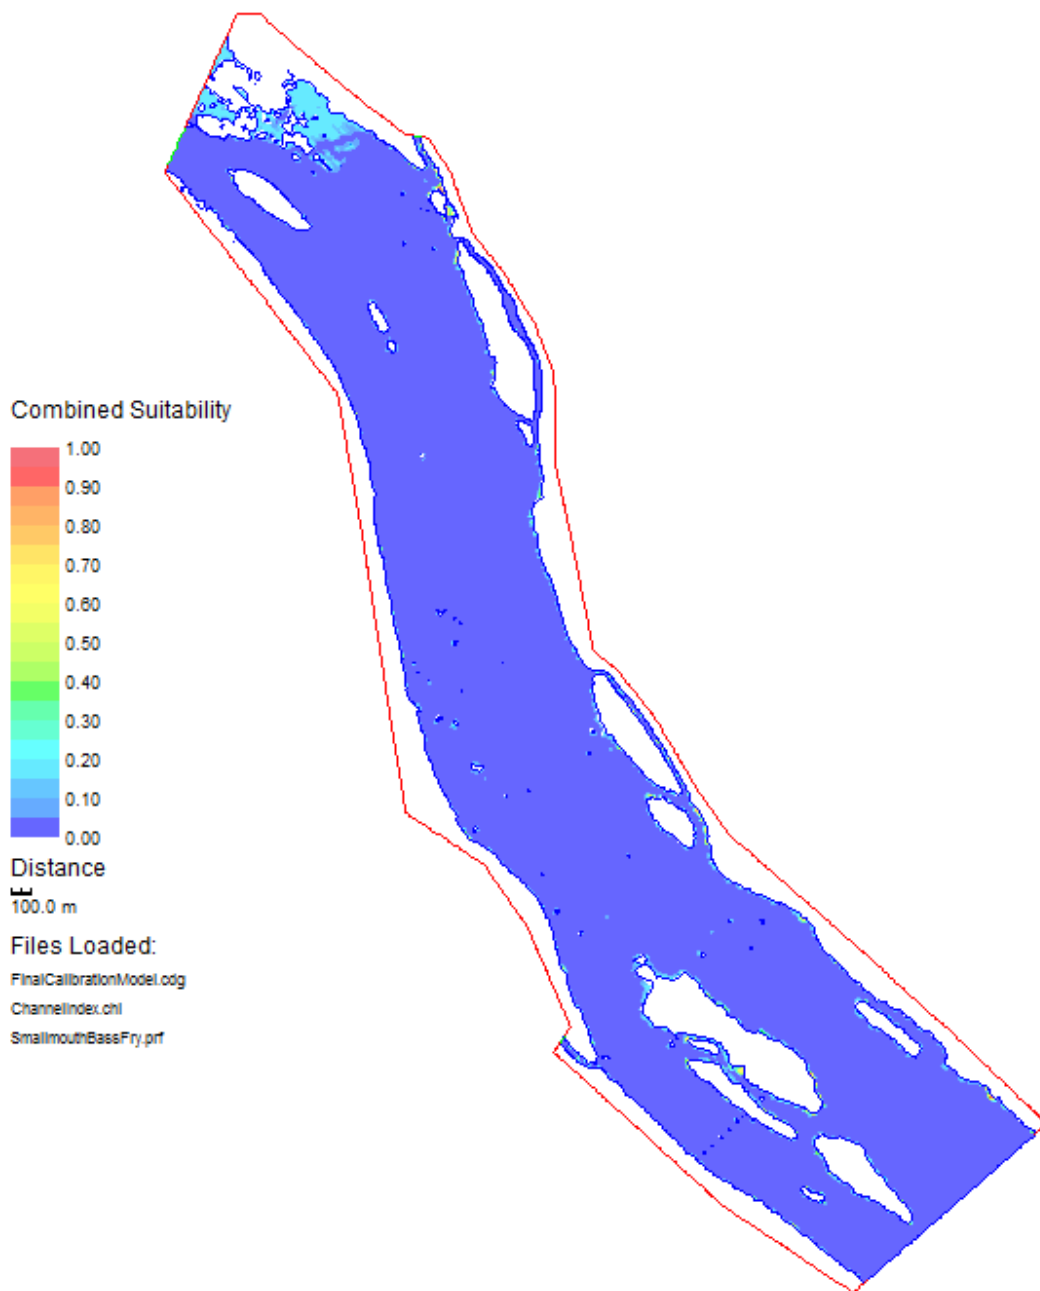 Combined Suitability
1.00
0.90
0.80
0.70
0.60
0.50
0.40
0.30
0.20
0.10
0.00
Distance
100.0 m
Files Loaded:
FinalCalibrationModel.cdg
ChannelIndex.chi
SmallmouthBassFry.prf